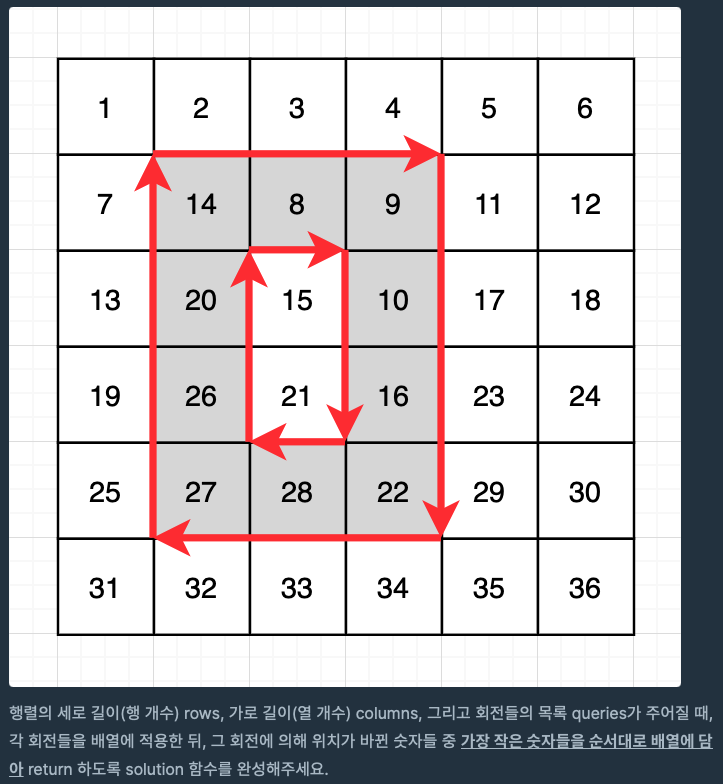 1 2 3 4 5 6
7 14 8 9 11 12
13 20 15 10 17 18
19 26 21 16 23 24
25 27 28 22 29 30
31 32 33 34 35 36
행렬의 세로 길이(행 개수) rows, 가로 길이(열 개수) columns, 그리고 회전들의 목록 queries가 주어질 때,
각 회전들을 배열에 적용한 뒤, 그 회전에 의해 위치가 바뀐 숫자들 중 가장 작은 숫자들을 순서대로 배열에 담
아 return 하도록 solution 함수를 완성해주세요.